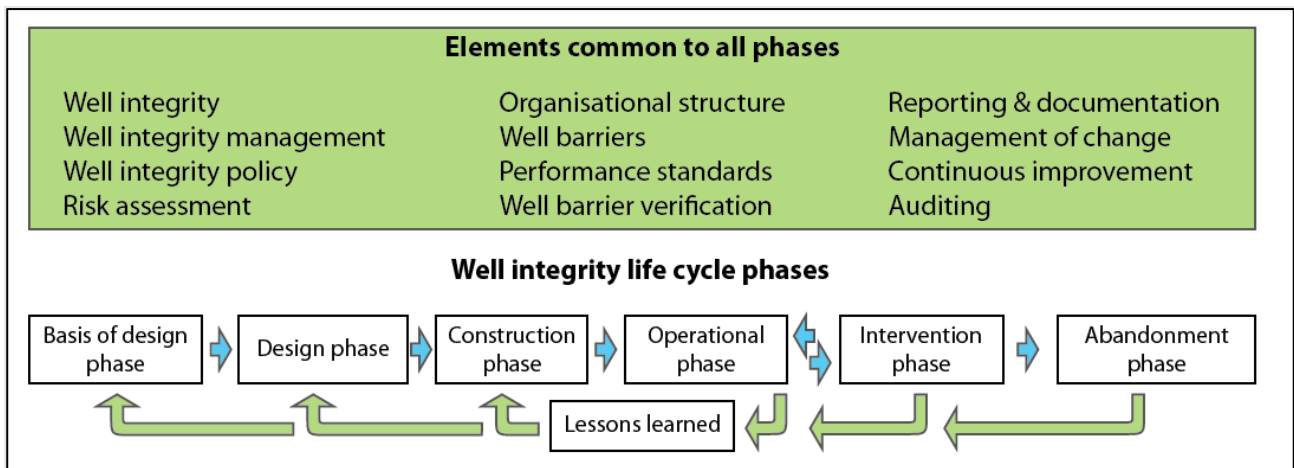 Elements common to all phases
Well integrity
Well integrity management
Well integrity policy
Risk assessment
Organisational structure
Well barriers
Performance standards
Well barrier verification
Reporting & documentation
Management of change
Continuous improvement
Auditing
Well integrity life cycle phases
Basis of design
phase
Design phase
Construction
phase
Operational
phase
Intervention
phase
Abandonment
phase
Lessons learned